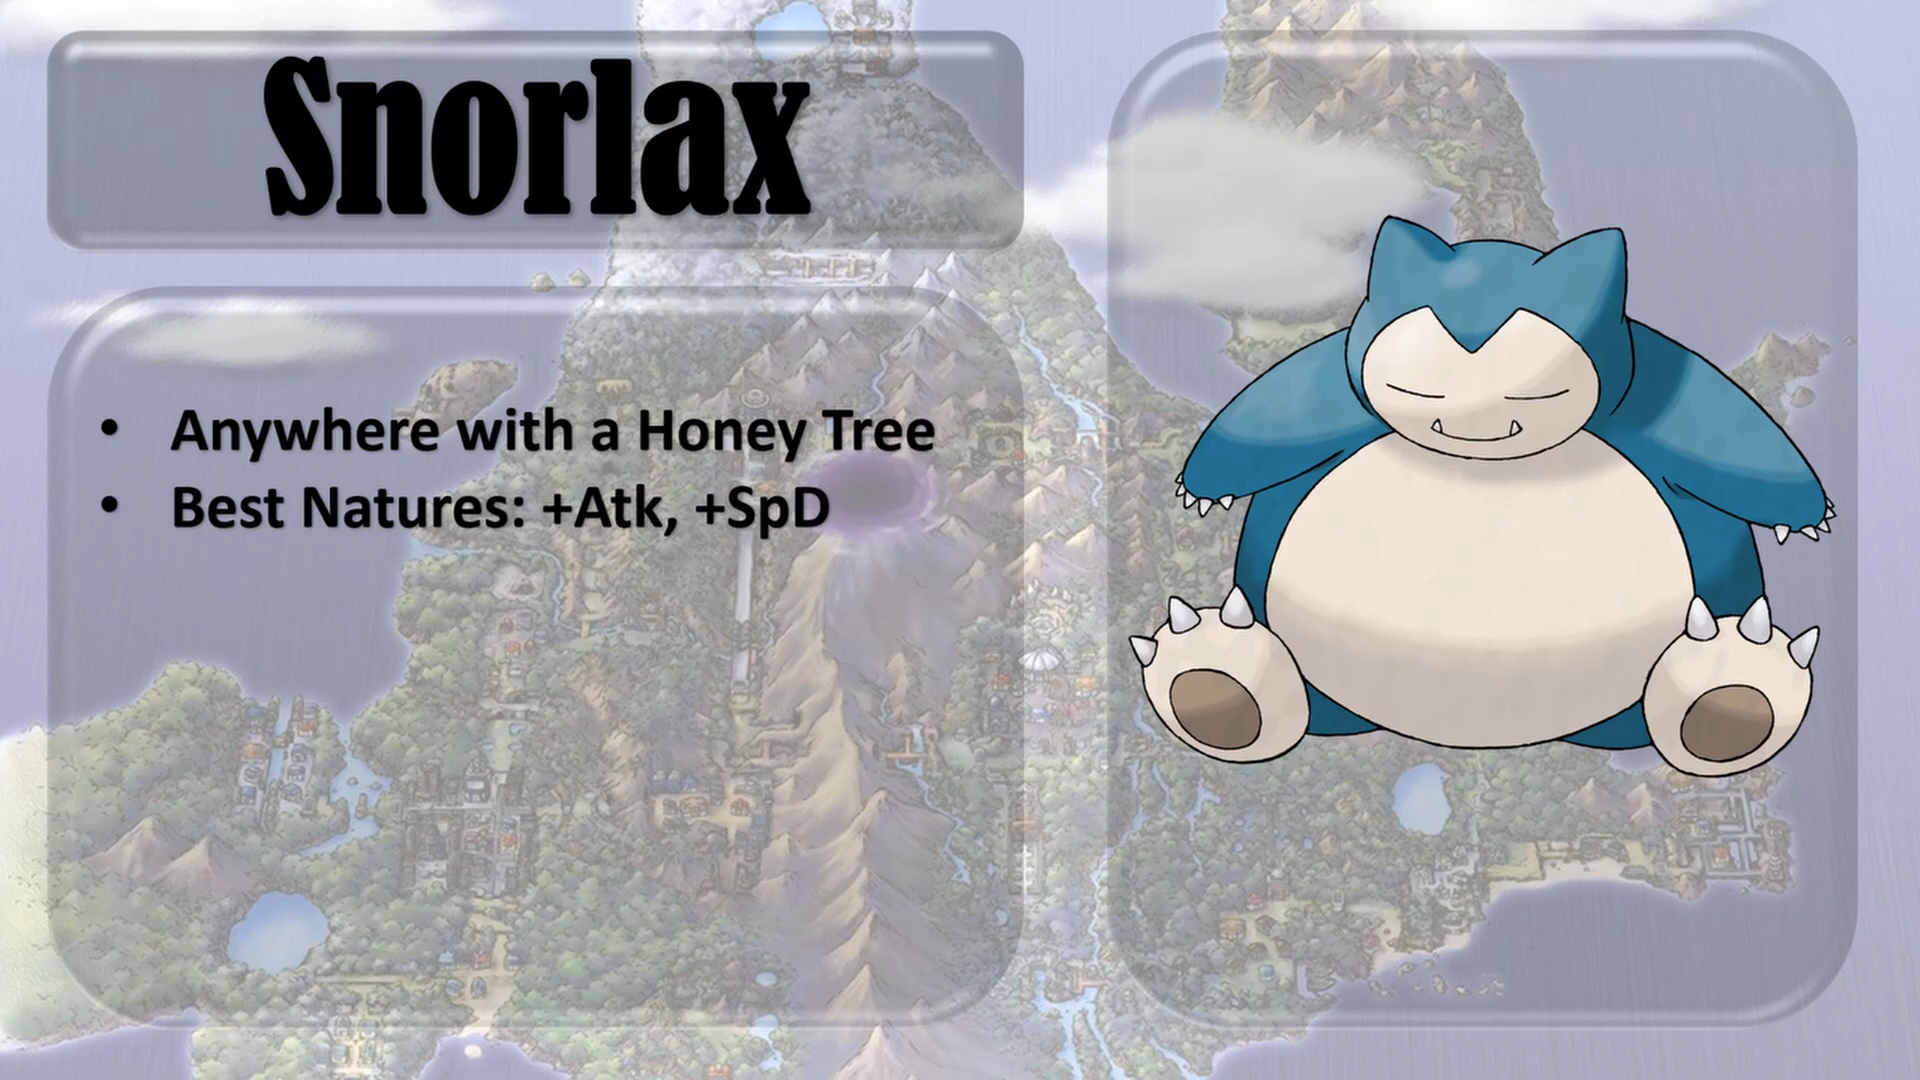 Snorlax
• Anywhere with a Honey Tree
• Best Natures: +Atk, +SpD